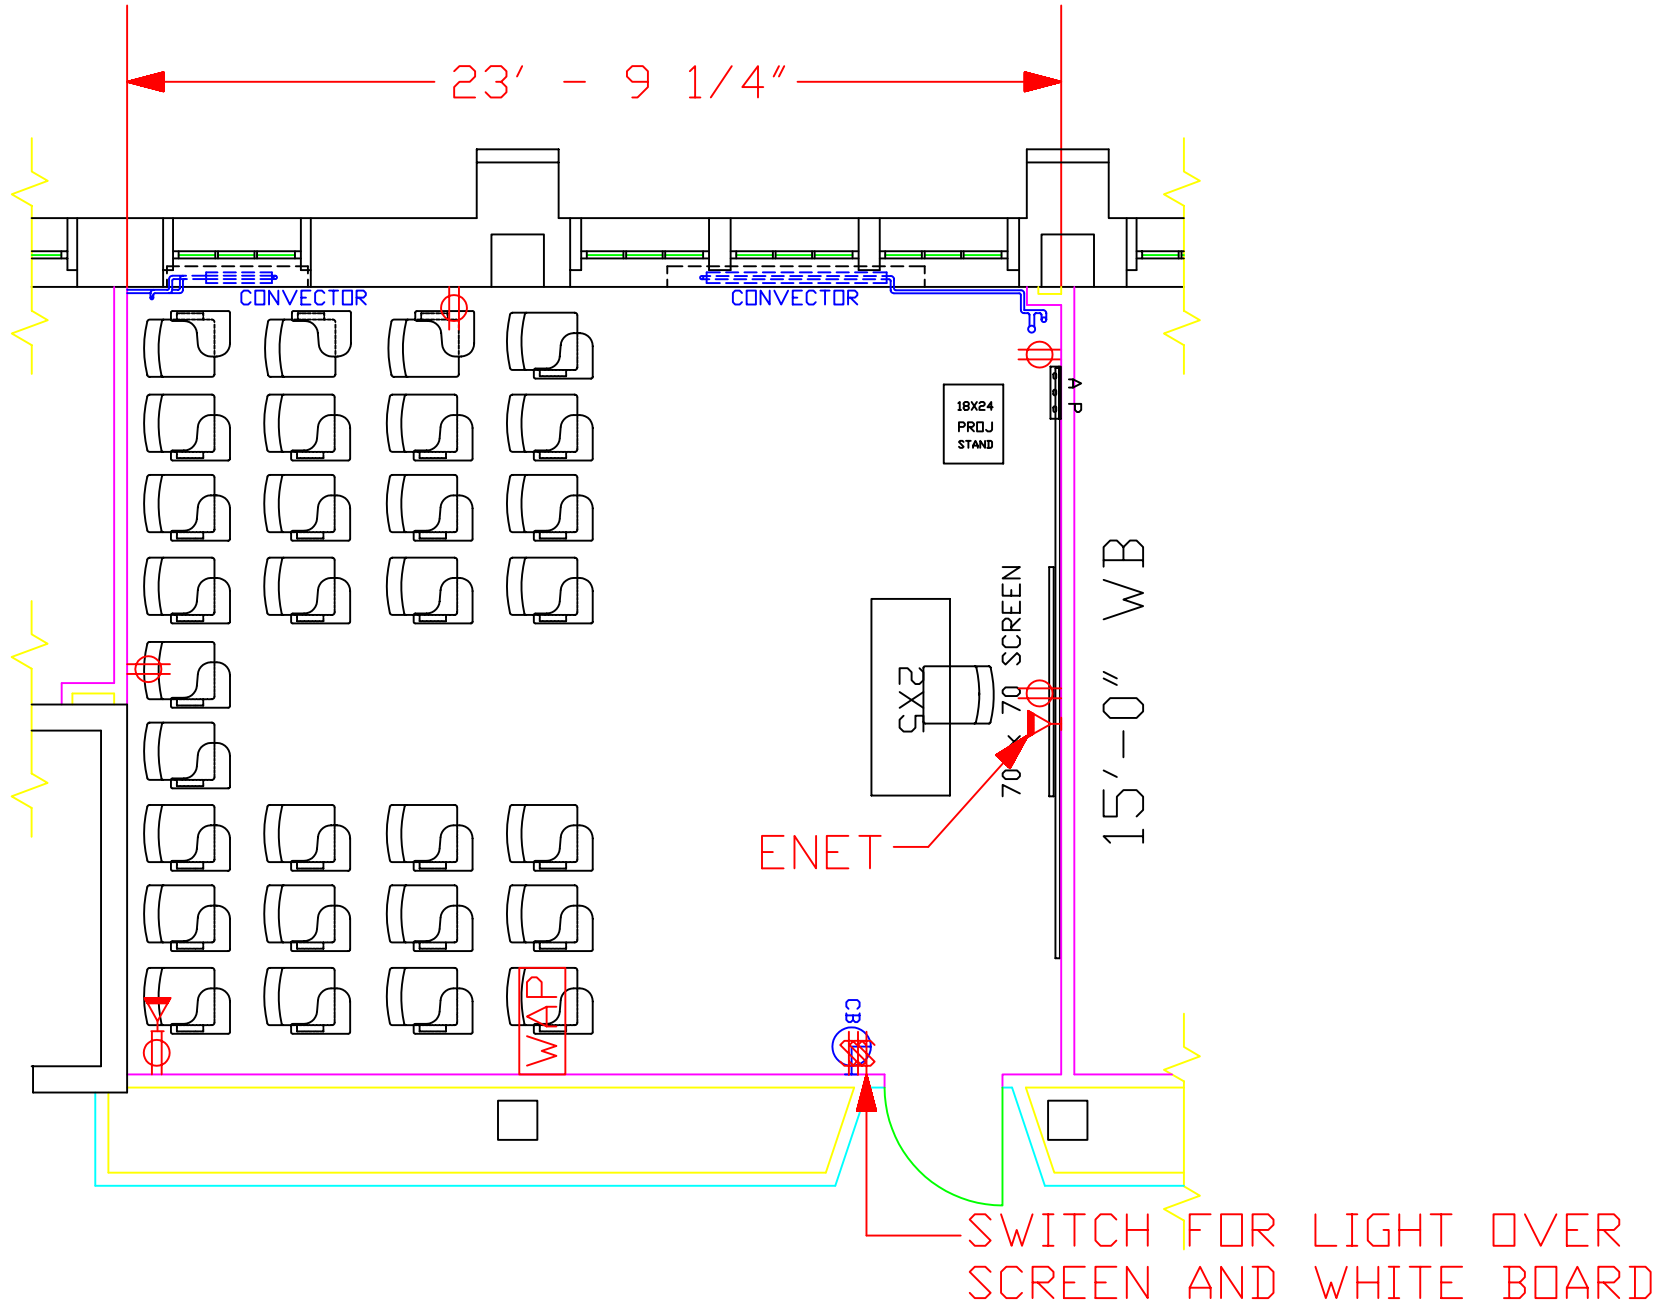 23' - 9 1/4"
CONVECTOR
CONVECTOR
A P
18X24
PROJ
STAND
15'-0" WB
70 x 70 SCREEN
2X5
ENET
WAP
CB
SWITCH FOR LIGHT OVER
SCREEN AND WHITE BOARD